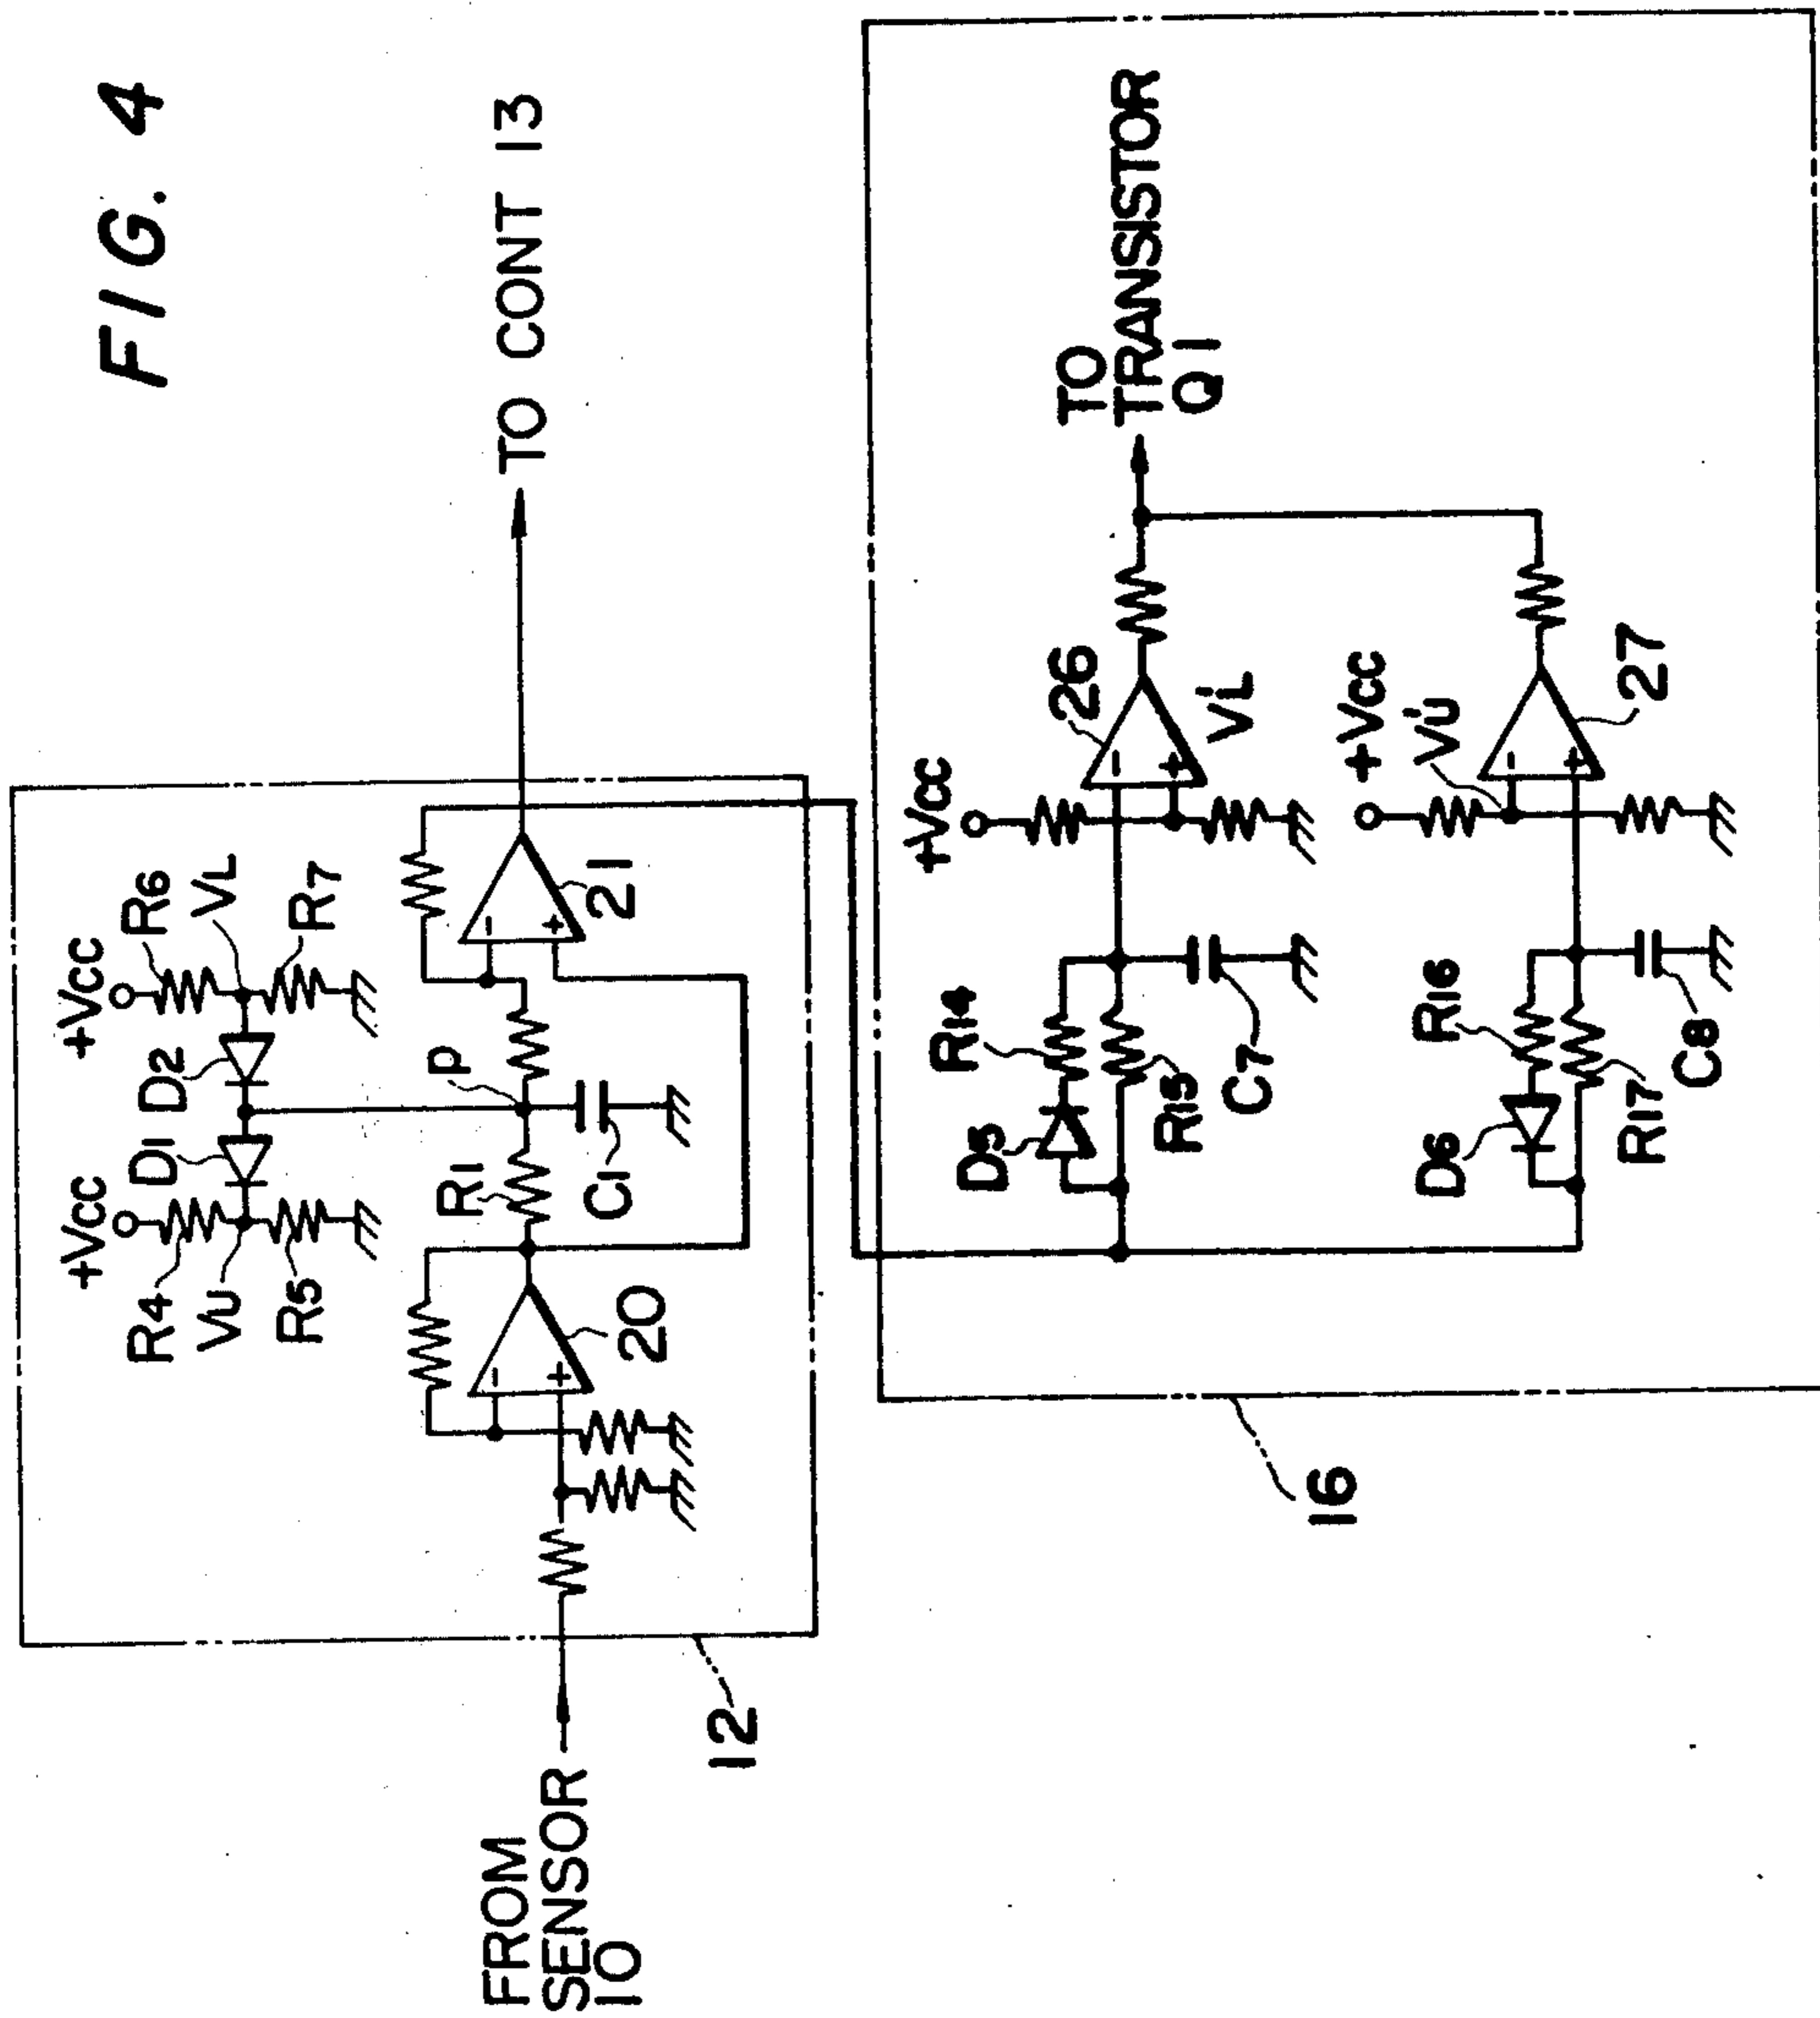 FIG. 4
+Vcc
+Vcc
R4
VU
R5
D1
D2
R6
VL
R7
P
R1
C1
-
+
20
-
+
21
TO CONT 13
FROM
SENSOR
10
12
+Vcc
R14
D5
R15
C7
-
+
26
V'L
TO
TRANSISTOR
Q1
+Vcc
V'U
R16
D6
R17
C8
-
+
27
16